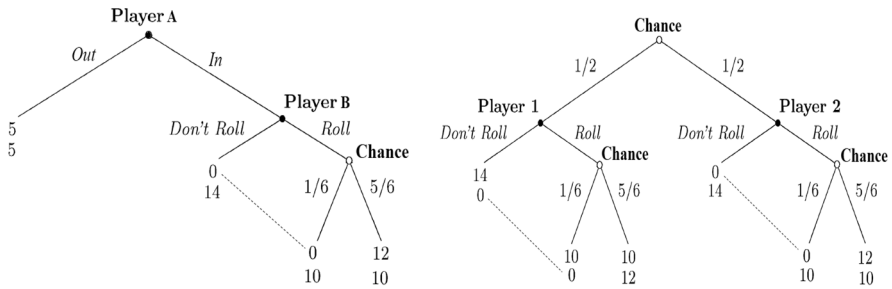 Player A
Out
In
5
5
Player B
Don't Roll
Roll
Chance
0
14
1/6
5/6
0
10
12
10
Chance
1/2
1/2
Player 1
Don't Roll
Roll
Chance
14
0
1/6
5/6
10
0
10
12
Player 2
Don't Roll
Roll
Chance
0
14
1/6
5/6
0
10
12
10